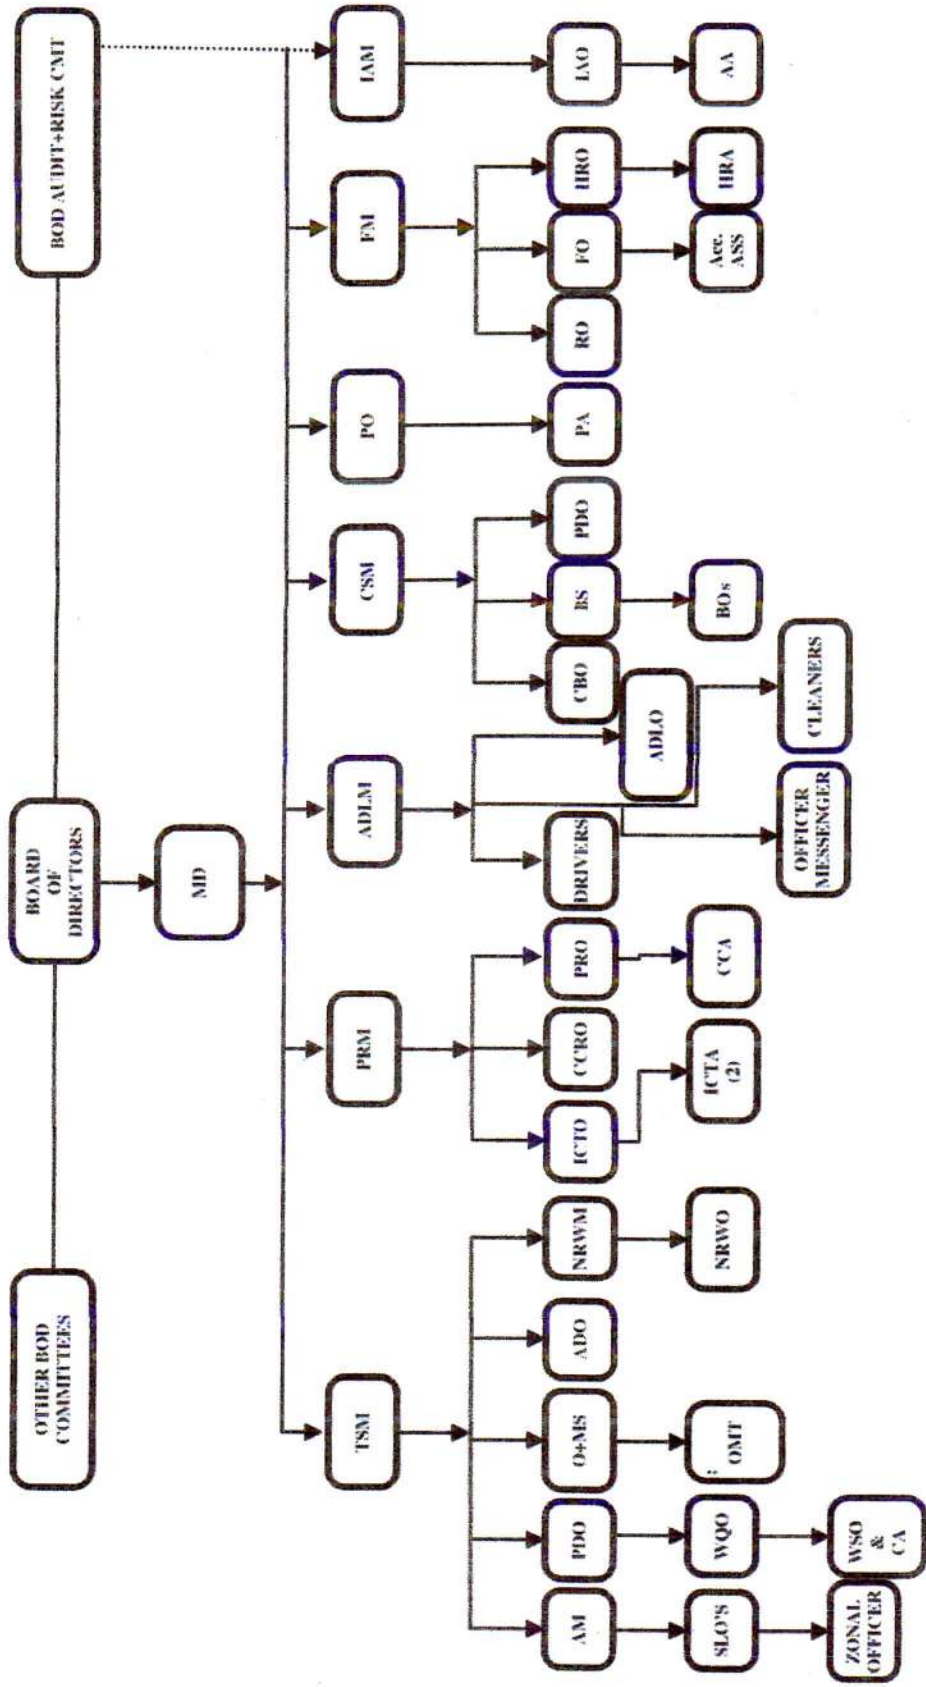 OTHER BOD
COMMITTEES
BOARD
OF
DIRECTORS
BOD AUDIT+RISK CMT
MD
TSM
PRM
ADLM
CSM
PO
FM
IAM
AM
PDO
O+MS
ADO
NRWM
ICTO
CCRO
PRO
DRIVERS
ADLO
CBO
BS
PDO
PA
RO
FO
HRO
IAO
SLO'S
WQO
:
OMT
NRWO
ICTA
(2)
CCA
OFFICER
MESSENGER
CLEANERS
BOs
Acc.
ASS
HRA
AA
ZONAL
OFFICER
WSO
&
CA